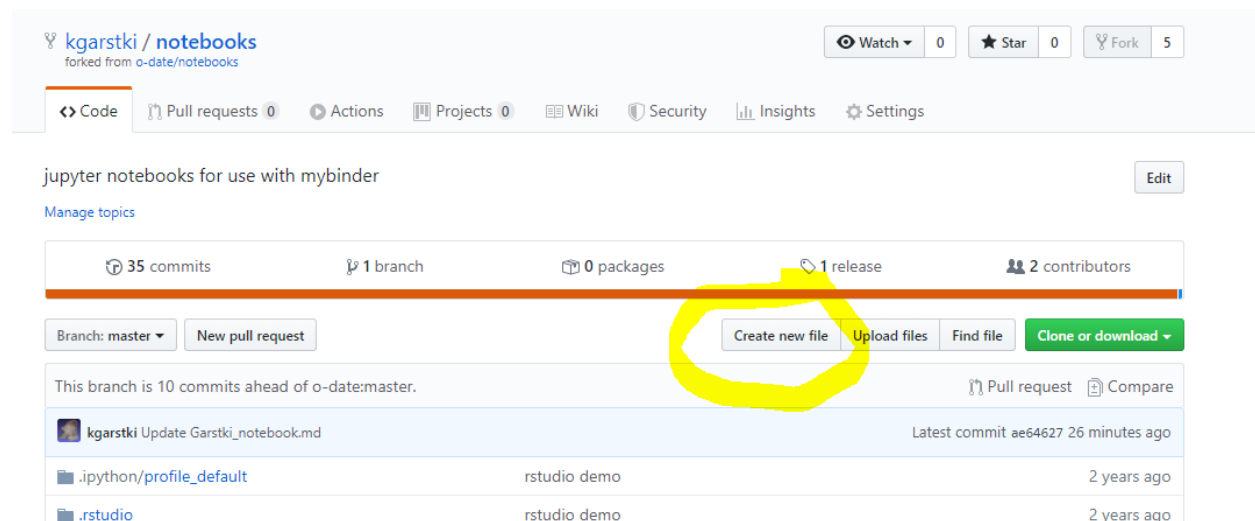 kgarstki / notebooks
forked from o-date/notebooks
Watch 0 Star 0 Fork 5
Code Pull requests 0 Actions Projects 0 Wiki Security Insights Settings
jupyter notebooks for use with mybinder Edit
Manage topics
35 commits 1 branch 0 packages 1 release 2 contributors
Branch: master New pull request Create new file Upload files Find file Clone or download
This branch is 10 commits ahead of o-date:master. Pull request Compare
kgarstki Update Garstki_notebook.md Latest commit ae64627 26 minutes ago
.ipython/profile_default rstudio demo 2 years ago
.rstudio rstudio demo 2 years ago